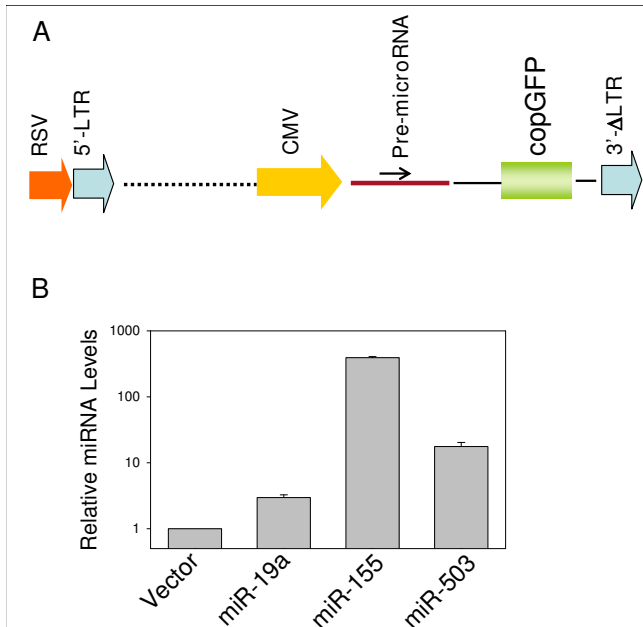 A
RSV
5’-LTR
CMV
Pre-microRNA
copGFP
3’-ΔLTR
B
Relative miRNA Levels
1000
100
10
1
Vector
miR-19a
miR-155
miR-503